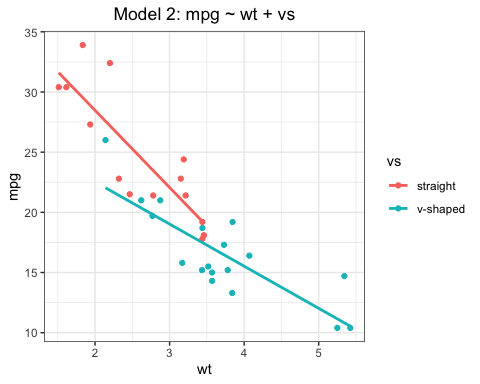 Model 2: mpg ~ wt + vs
35
30
25
20
15
10
mpg
2 3 4 5
wt
vs
straight
v-shaped